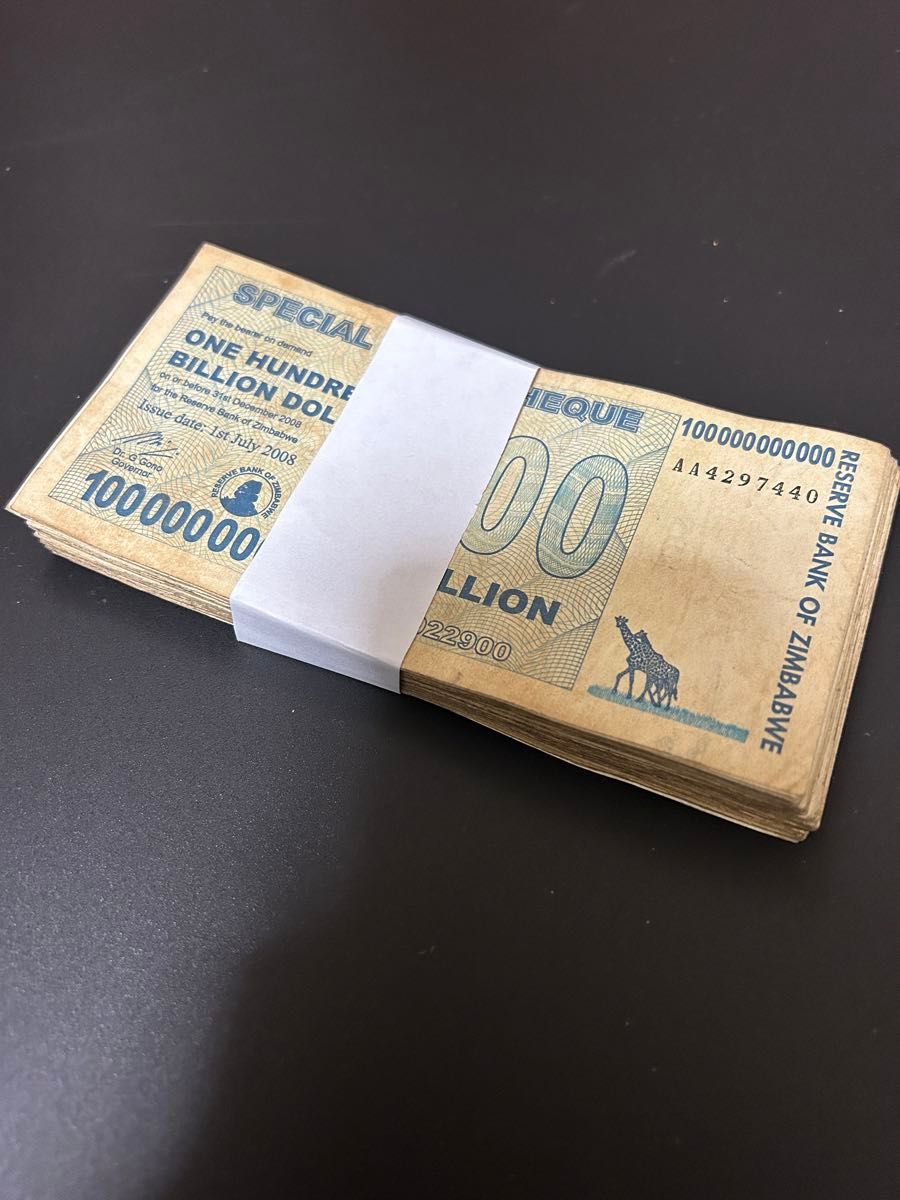 SPECIAL
Pay the bearer on demand
ONE HUNDRE
BILLION DOL
on or before 31st December 2008
for the Reserve Bank of Zimbabwe
Issue date: 1st July 2008
Dr. G. Gono
Governor
RESERVE BANK OF ZIMBABWE
10000000
HEQUE
00
LLION
022900
100000000000
AA4297440
RESERVE BANK OF ZIMBABWE